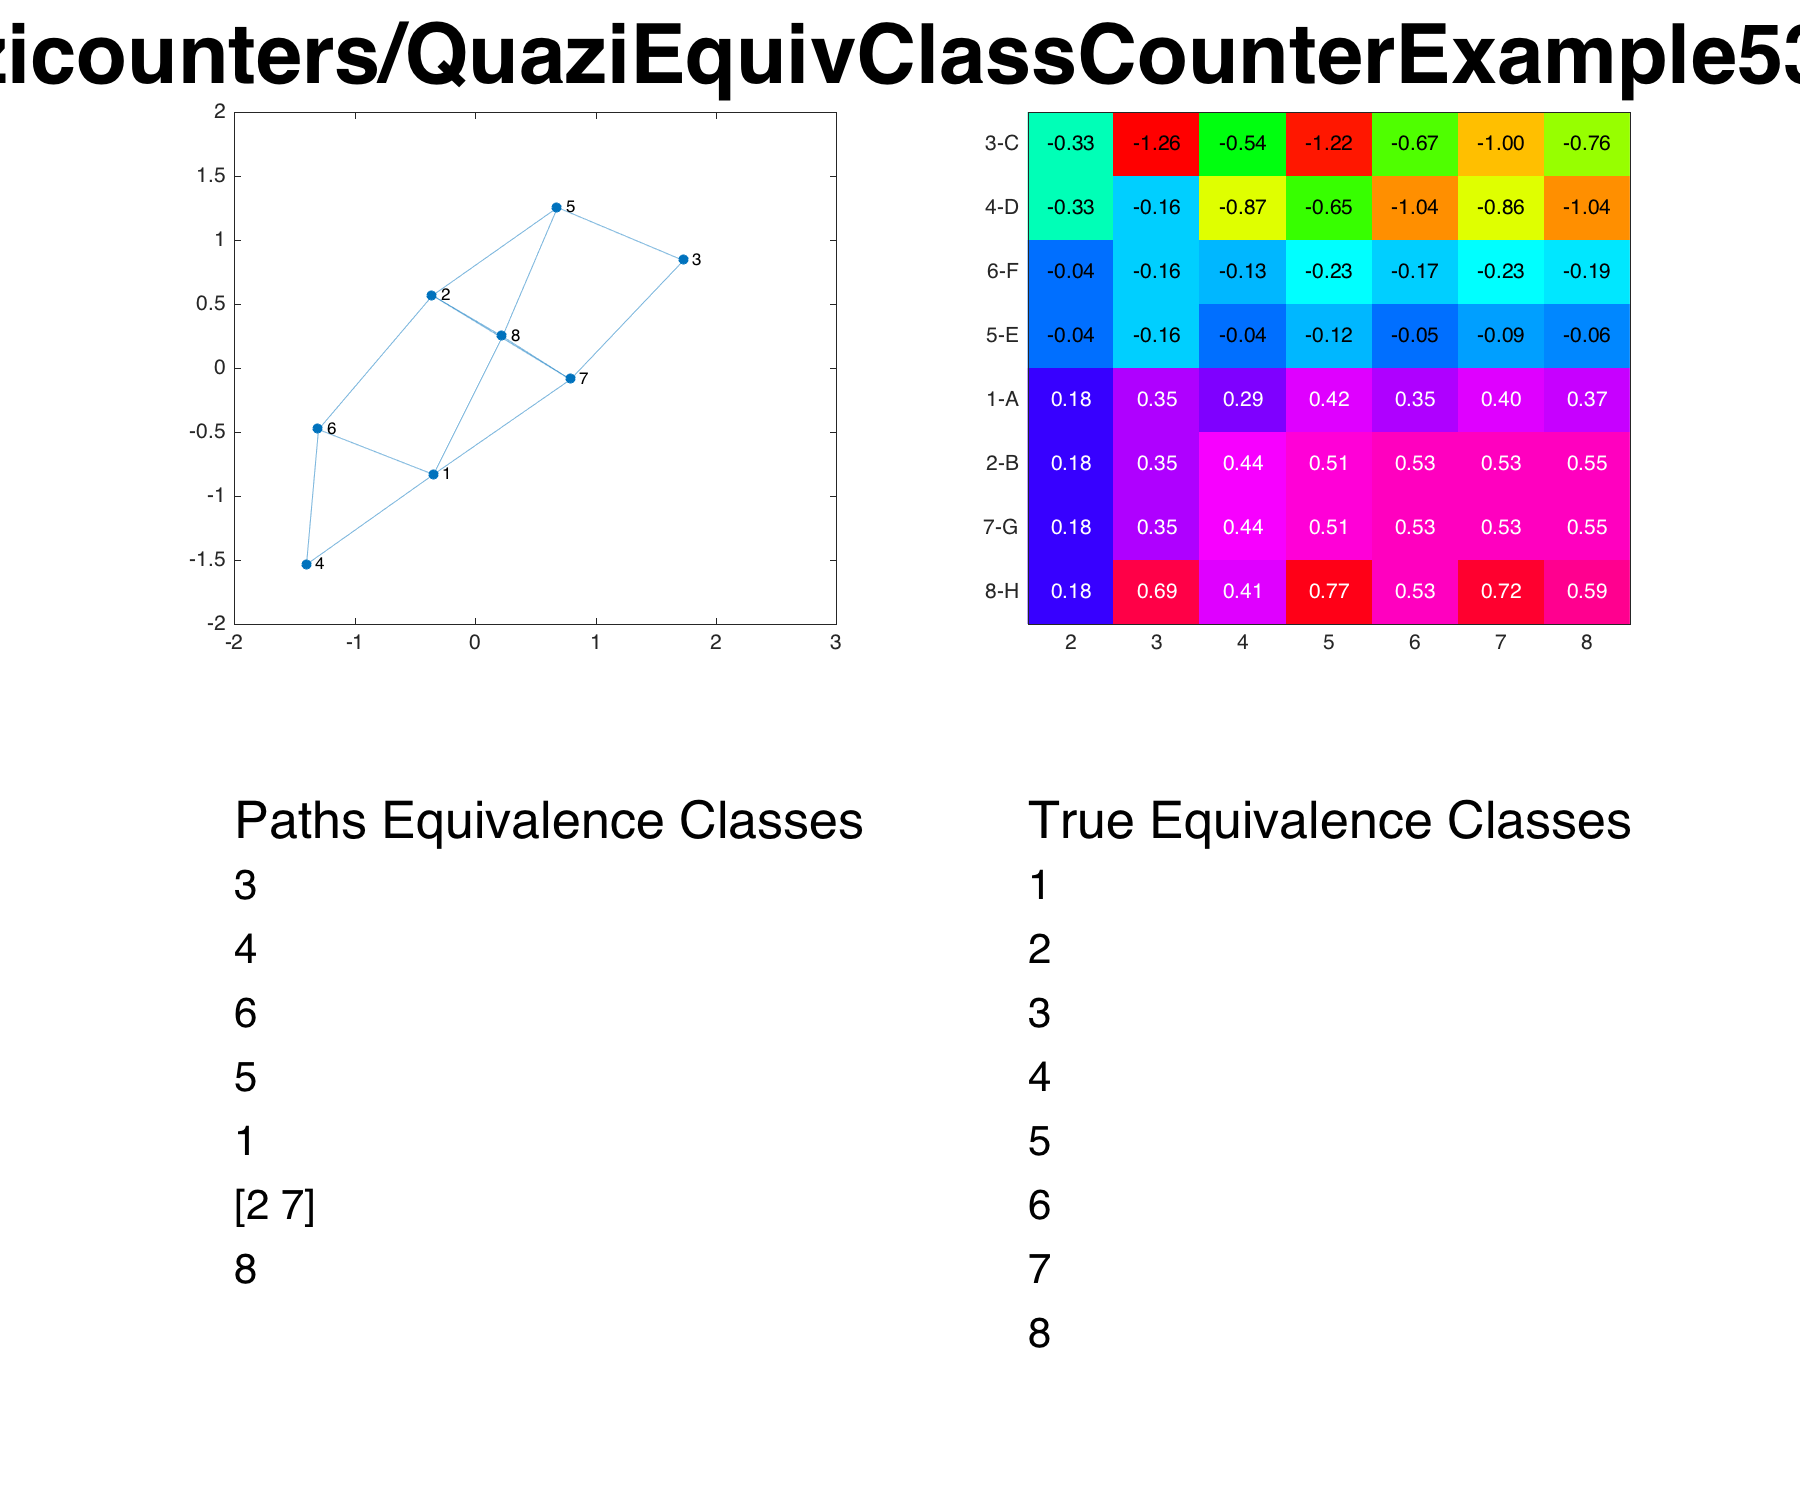 zicounters/QuaziEquivClassCounterExample53
2
1.5
1
0.5
0
-0.5
-1
-1.5
-2
-2 -1 0 1 2 3
5
3
2
8
7
6
1
4
3-C -0.33 -1.26 -0.54 -1.22 -0.67 -1.00 -0.76
4-D -0.33 -0.16 -0.87 -0.65 -1.04 -0.86 -1.04
6-F -0.04 -0.16 -0.13 -0.23 -0.17 -0.23 -0.19
5-E -0.04 -0.16 -0.04 -0.12 -0.05 -0.09 -0.06
1-A 0.18 0.35 0.29 0.42 0.35 0.40 0.37
2-B 0.18 0.35 0.44 0.51 0.53 0.53 0.55
7-G 0.18 0.35 0.44 0.51 0.53 0.53 0.55
8-H 0.18 0.69 0.41 0.77 0.53 0.72 0.59
2 3 4 5 6 7 8
Paths Equivalence Classes
3
4
6
5
1
[2 7]
8
True Equivalence Classes
1
2
3
4
5
6
7
8